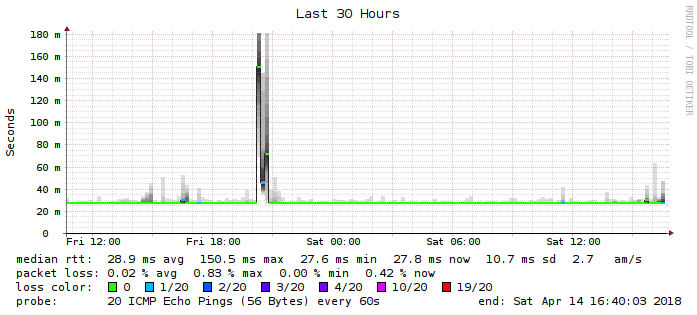 Last 30 Hours
RRDTOOL / TOBI OETIKER
Seconds
180 m
160 m
140 m
120 m
100 m
80 m
60 m
40 m
20 m
0
Fri 12:00 Fri 18:00 Sat 00:00 Sat 06:00 Sat 12:00
median rtt: 28.9 ms avg 150.5 ms max 27.6 ms min 27.8 ms now 10.7 ms sd 2.7 am/s
packet loss: 0.02 % avg 0.83 % max 0.00 % min 0.42 % now
loss color: 0 1/20 2/20 3/20 4/20 10/20 19/20
probe: 20 ICMP Echo Pings (56 Bytes) every 60s end: Sat Apr 14 16:40:03 2018